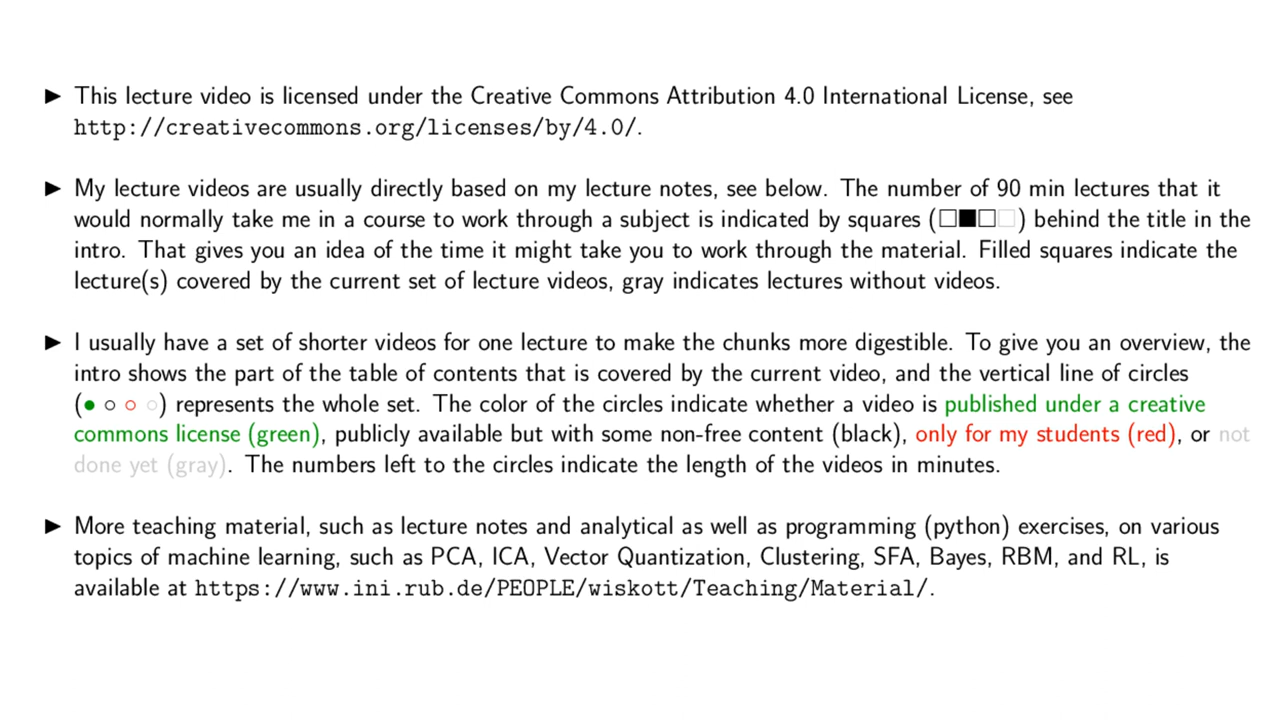 ▶ This lecture video is licensed under the Creative Commons Attribution 4.0 International License, see
http://creativecommons.org/licenses/by/4.0/.
▶ My lecture videos are usually directly based on my lecture notes, see below. The number of 90 min lectures that it
would normally take me in a course to work through a subject is indicated by squares (□■□□) behind the title in the
intro. That gives you an idea of the time it might take you to work through the material. Filled squares indicate the
lecture(s) covered by the current set of lecture videos, gray indicates lectures without videos.
▶ I usually have a set of shorter videos for one lecture to make the chunks more digestible. To give you an overview, the
intro shows the part of the table of contents that is covered by the current video, and the vertical line of circles
(● ○ ○ ○) represents the whole set. The color of the circles indicate whether a video is published under a creative
commons license (green), publicly available but with some non-free content (black), only for my students (red), or not
done yet (gray). The numbers left to the circles indicate the length of the videos in minutes.
▶ More teaching material, such as lecture notes and analytical as well as programming (python) exercises, on various
topics of machine learning, such as PCA, ICA, Vector Quantization, Clustering, SFA, Bayes, RBM, and RL, is
available at https://www.ini.rub.de/PEOPLE/wiskott/Teaching/Material/.